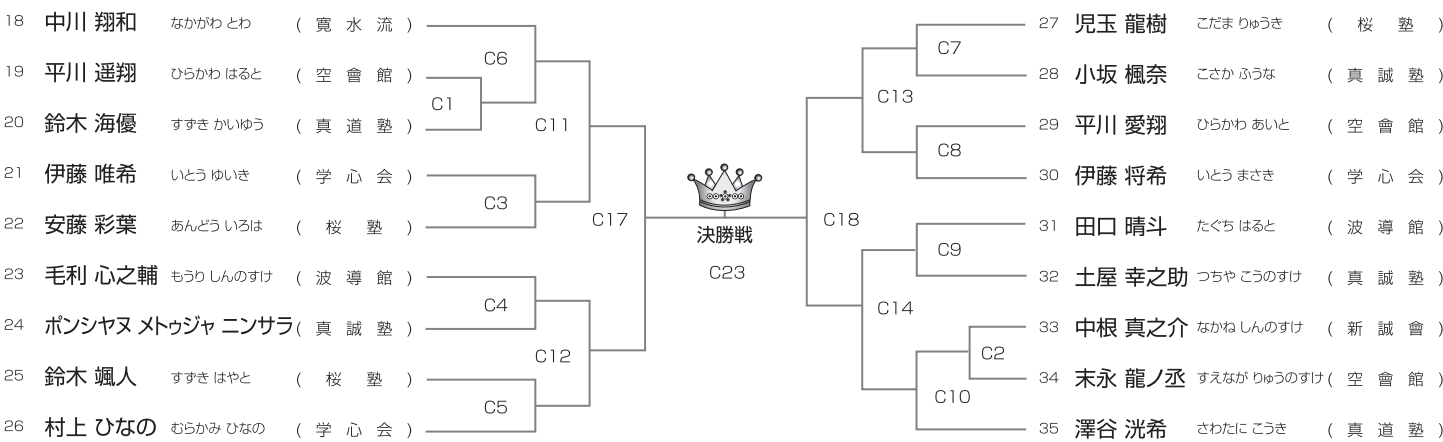 18 中川 翔和 なかがわ とわ ( 寛 水 流 )
19 平川 遥翔 ひらかわ はると ( 空 會 館 )
20 鈴木 海優 すずき かいゆう ( 真 道 塾 )
21 伊藤 唯希 いとう ゆいき ( 学 心 会 )
22 安藤 彩葉 あんどう いろは ( 桜 塾 )
23 毛利 心之輔 もうり しんのすけ ( 波 導 館 )
24 ポンシヤヌ メトゥジャ ニンサラ ( 真 誠 塾 )
25 鈴木 颯人 すずき はやと ( 桜 塾 )
26 村上 ひなの むらかみ ひなの ( 学 心 会 )
C6
C1
C11
C3
C17
C4
C12
C5
決勝戦
C23
C7
C13
C8
C18
C9
C14
C2
C10
27 児玉 龍樹 こだま りゅうき ( 桜 塾 )
28 小坂 楓奈 こさか ふうな ( 真 誠 塾 )
29 平川 愛翔 ひらかわ あいと ( 空 會 館 )
30 伊藤 将希 いとう まさき ( 学 心 会 )
31 田口 晴斗 たぐち はると ( 波 導 館 )
32 土屋 幸之助 つちや こうのすけ ( 真 誠 塾 )
33 中根 真之介 なかね しんのすけ ( 新 誠 會 )
34 末永 龍ノ丞 すえなが りゅうのすけ ( 空 會 館 )
35 澤谷 洸希 さわたに こうき ( 真 道 塾 )